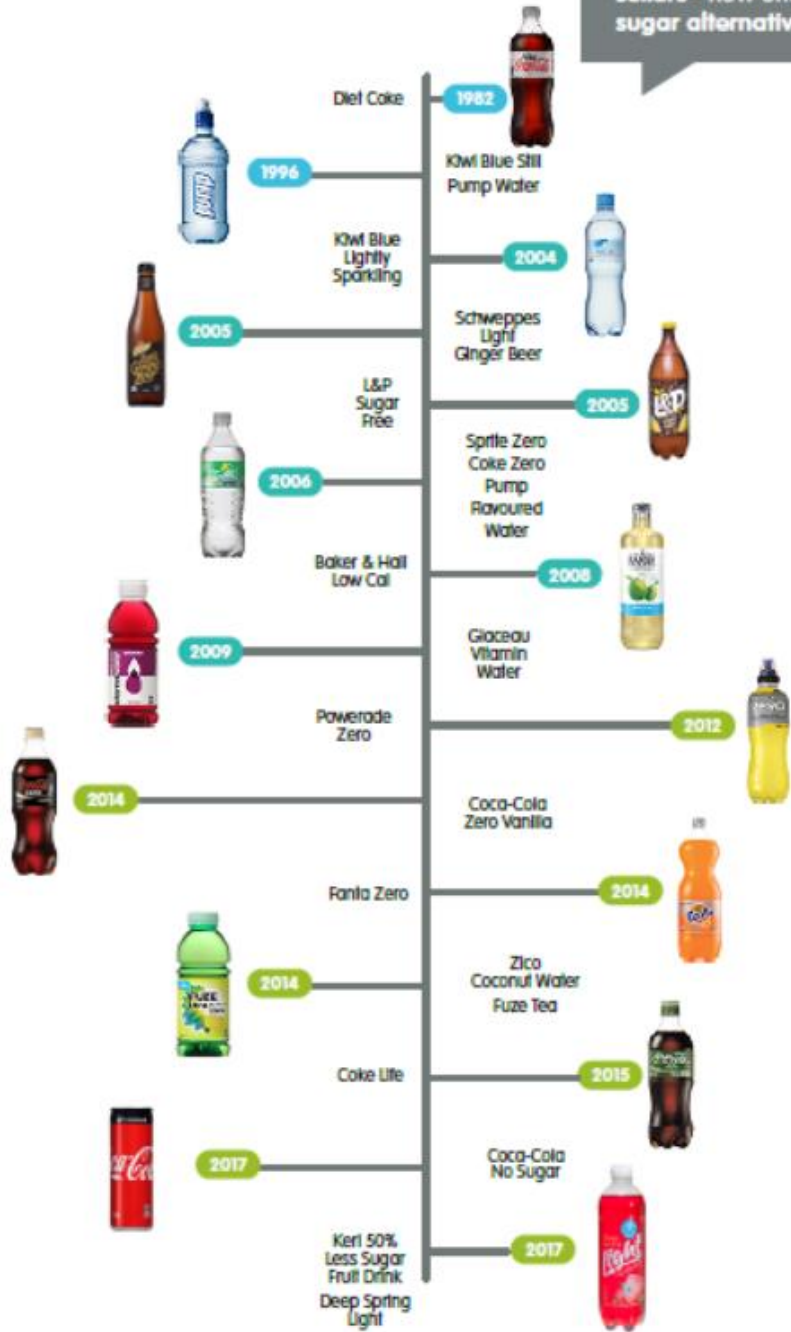 sugar alternativ
Diet Coke
1982
1996
Kiwi Blue Still
Pump Water
Kiwi Blue
Lightly
Sparkling
2004
2005
Schweppes
Light
Ginger Beer
L&P
Sugar
Free
2005
L&P
2006
Sprite Zero
Coke Zero
Pump
Flavoured
Water
Baker & Hall
Low Cal
2008
2009
Glaceau
Vitamin
Water
Powerade
Zero
2012
2014
Coca-Cola
Zero Vanilla
Fanta Zero
2014
2014
FUZE
Zico
Coconut Water
Fuze Tea
Coke Life
2015
2017
Coca-Cola
No Sugar
Keri 50%
Less Sugar
Fruit Drink
Deep Spring
Light
2017
Light